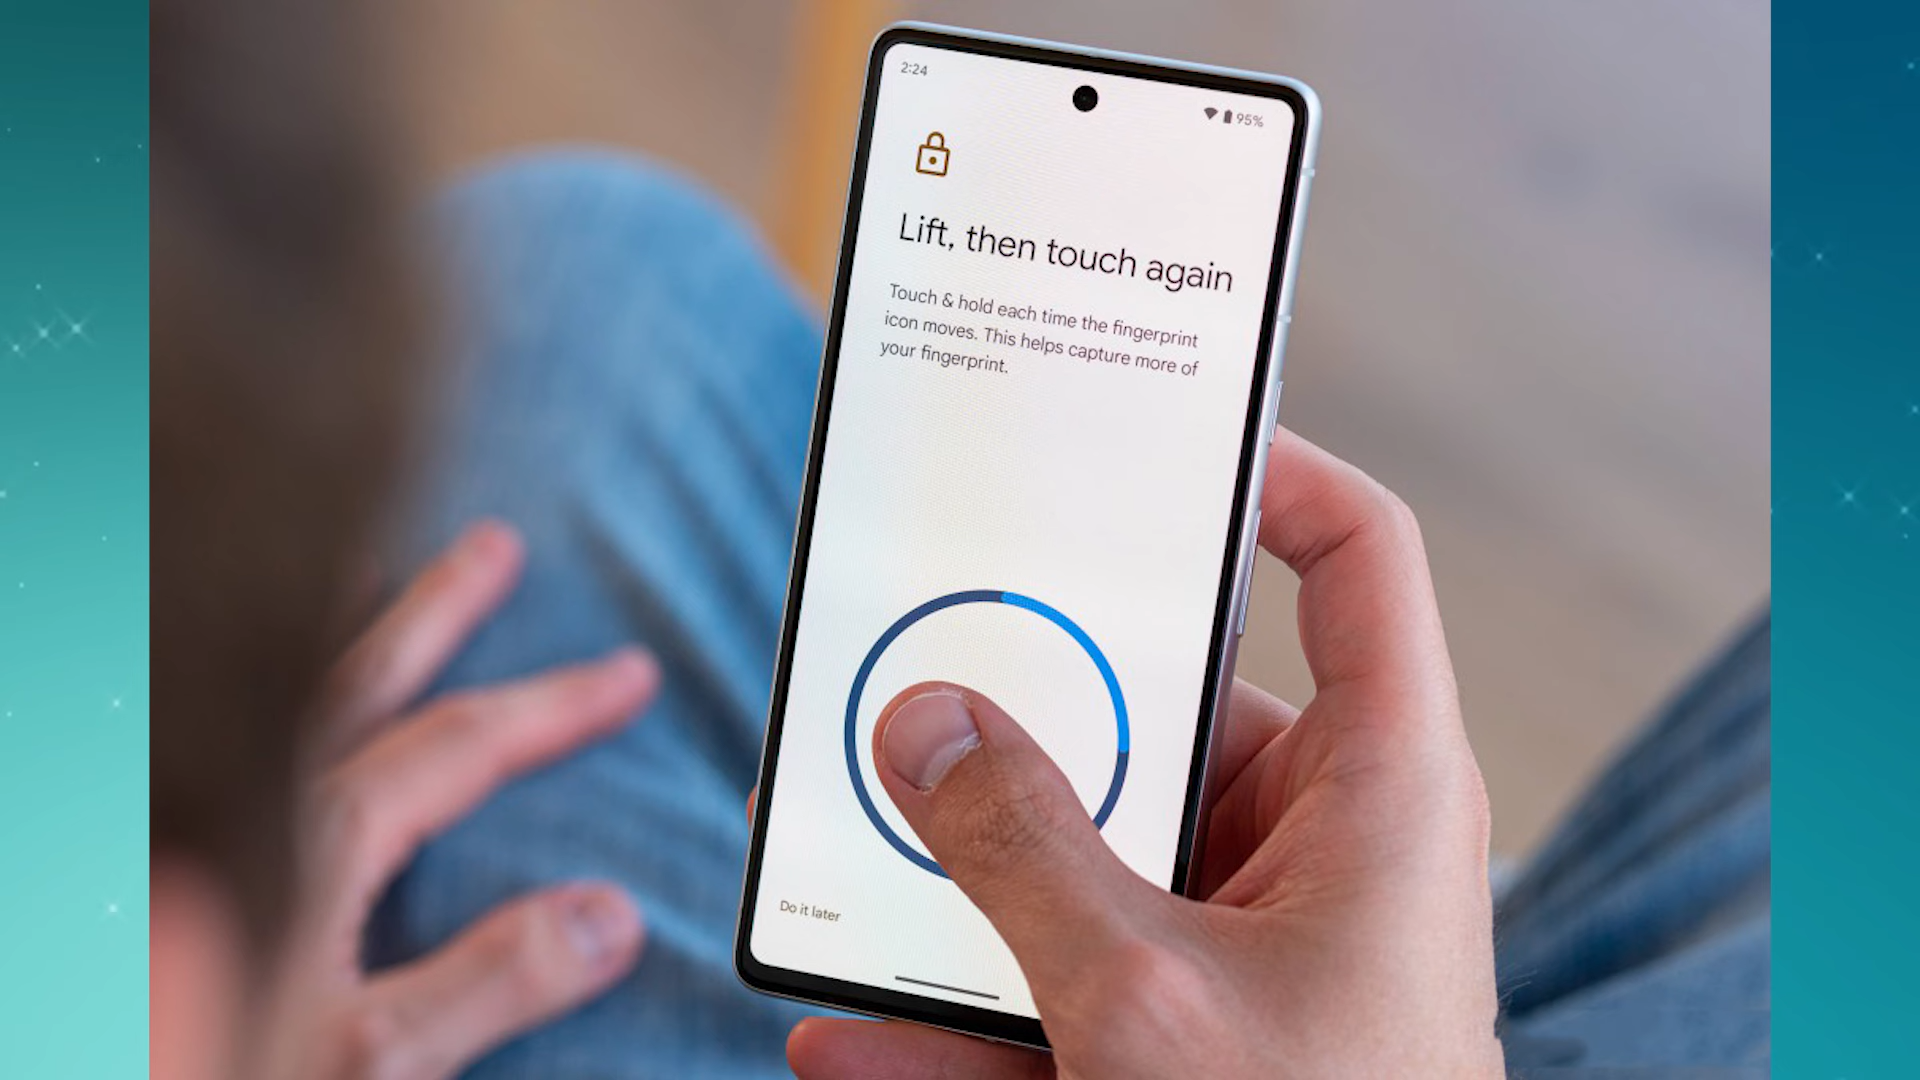 2:24
95%
Lift, then touch again
Touch & hold each time the fingerprint
icon moves. This helps capture more of
your fingerprint.
Do it later